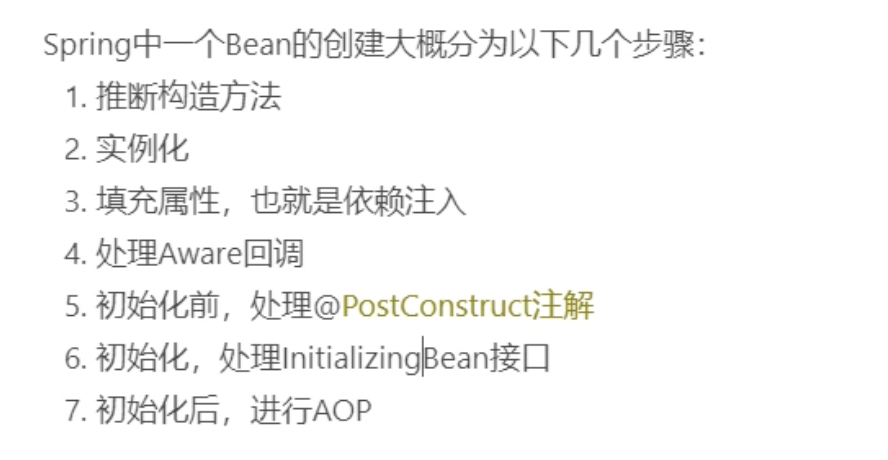 Spring中一个Bean的创建大概分为以下几个步骤：
1. 推断构造方法
2. 实例化
3. 填充属性，也就是依赖注入
4. 处理Aware回调
5. 初始化前，处理@PostConstruct注解
6. 初始化，处理InitializingBean接口
7. 初始化后，进行AOP